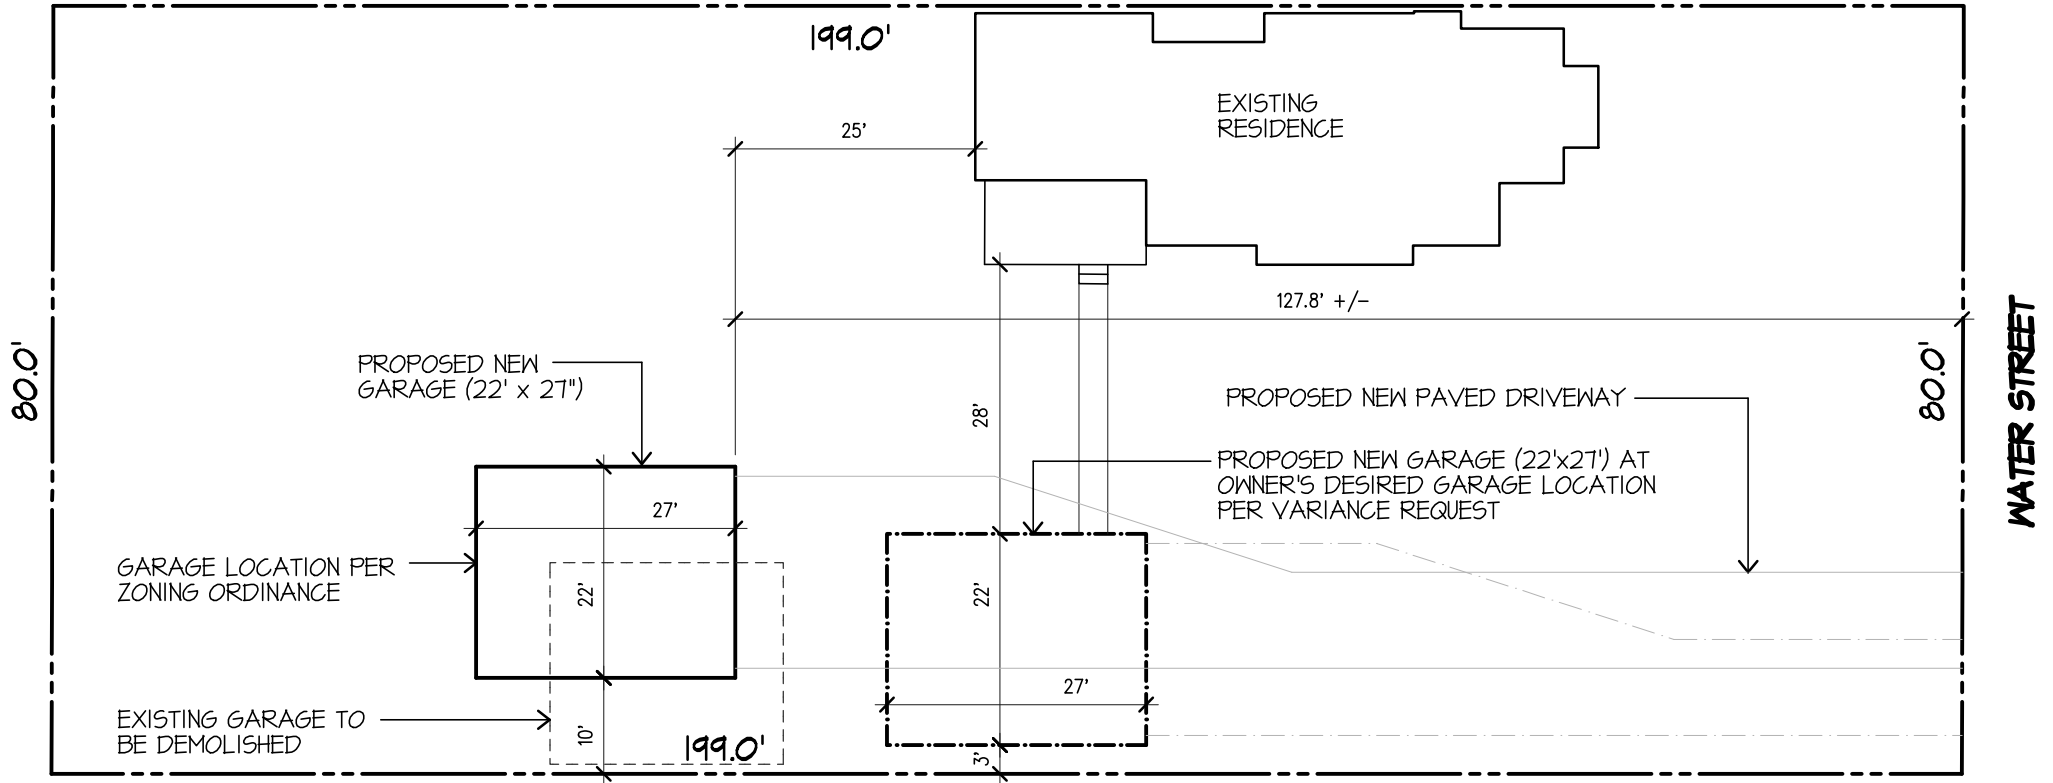 199.0'
EXISTING
RESIDENCE
25'
127.8' +/-
80.0'
80.0'
WATER STREET
PROPOSED NEW
GARAGE (22' x 27")
28'
PROPOSED NEW PAVED DRIVEWAY
PROPOSED NEW GARAGE (22'x27') AT
OWNER'S DESIRED GARAGE LOCATION
PER VARIANCE REQUEST
27'
GARAGE LOCATION PER
ZONING ORDINANCE
22'
22'
27'
EXISTING GARAGE TO
BE DEMOLISHED
10'
199.0'
3'